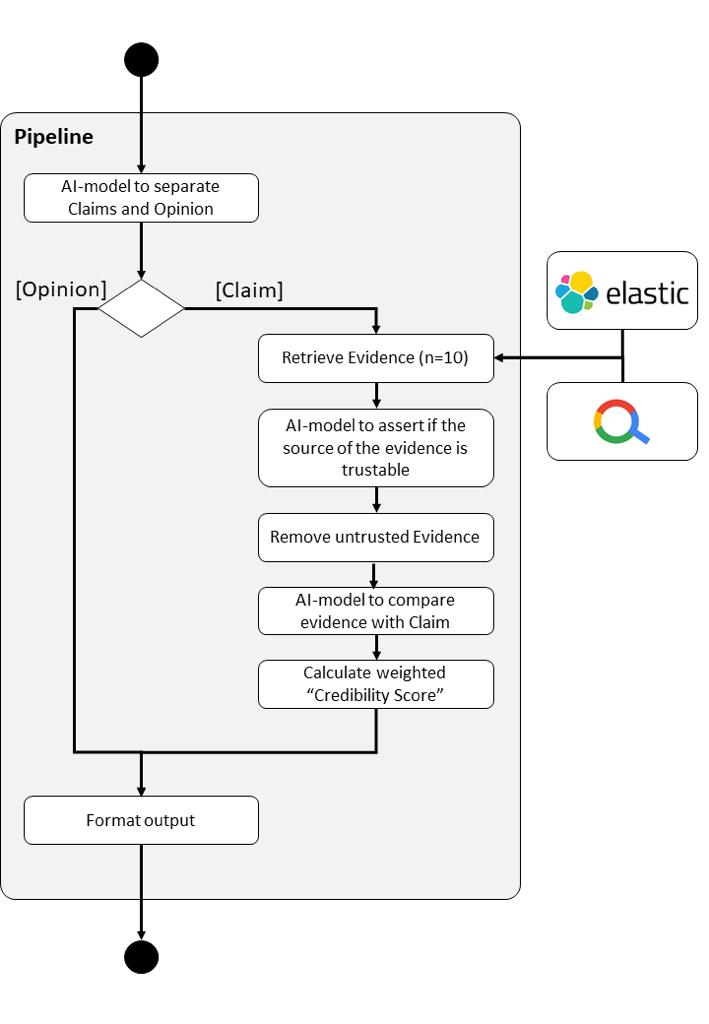 Pipeline
AI-model to separate
Claims and Opinion
[Opinion]
[Claim]
elastic
Retrieve Evidence (n=10)
AI-model to assert if the
source of the evidence is
trustable
Remove untrusted Evidence
AI-model to compare
evidence with Claim
Calculate weighted
“Credibility Score”
Format output